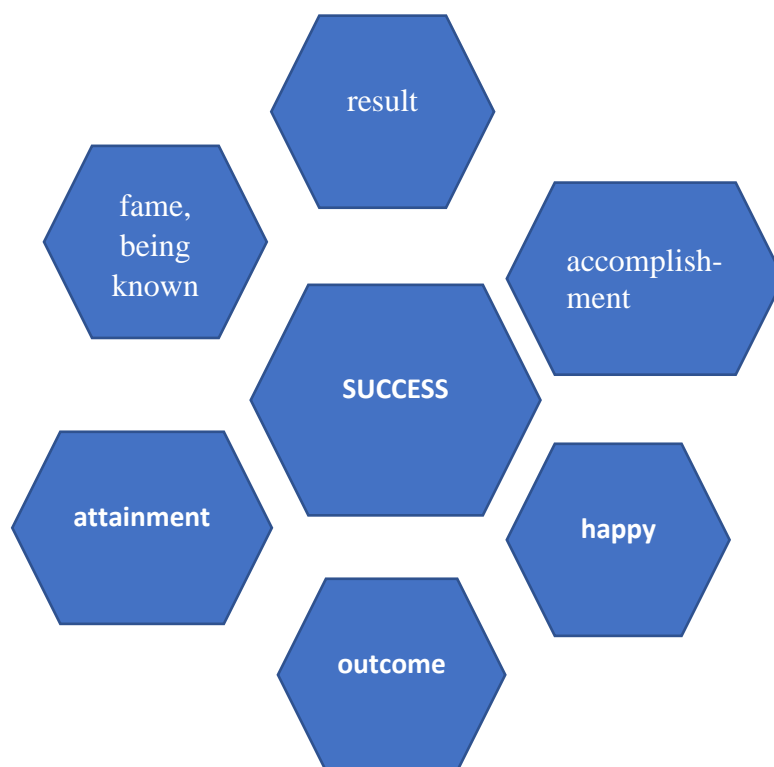 result
fame,
being
known
accomplish-
ment
SUCCESS
attainment
happy
outcome